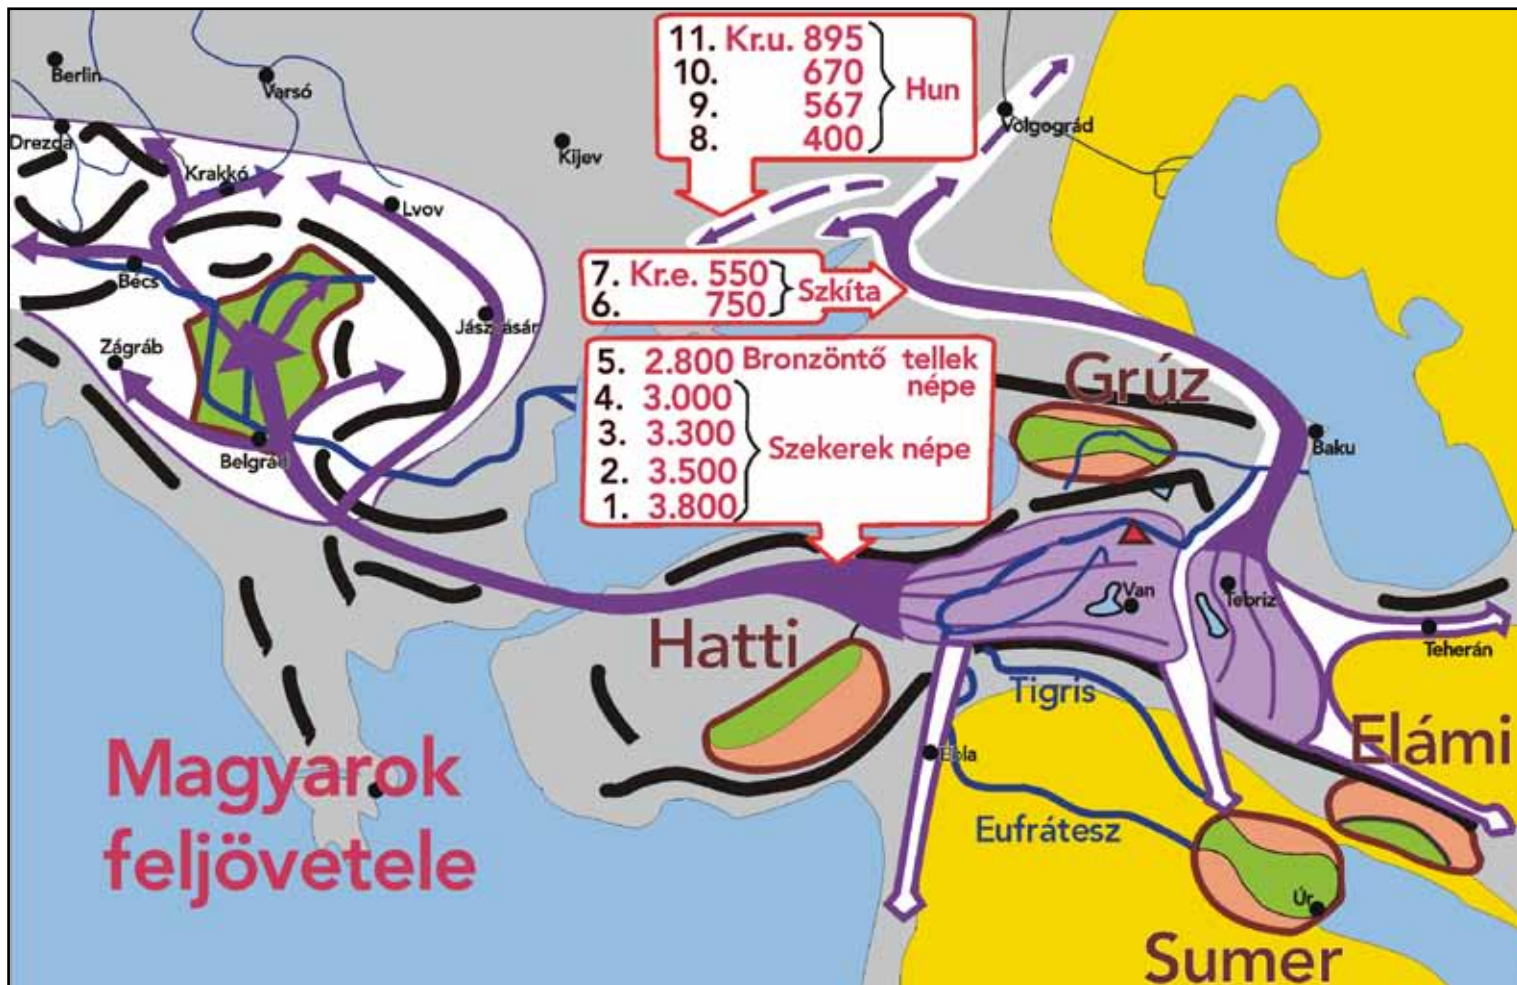 11. Kr.u. 895
10. 670
9. 567
8. 400
Hun
7. Kr.e. 550
6. 750
Szkíta
5. 2.800 Bronzöntő tellek
népe
4. 3.000
3. 3.300
2. 3.500
1. 3.800
Szekerek népe
Berlin
Varsó
Drezda
Krakkó
Kijev
Lvov
Volgográd
Bécs
Zágráb
Jászvásár
Belgrád
Grúz
Baku
Hatti
Van
Tebriz
Teherán
Tigris
Elámi
Ebla
Eufrátesz
Úr
Sumer
Magyarok
feljövetele